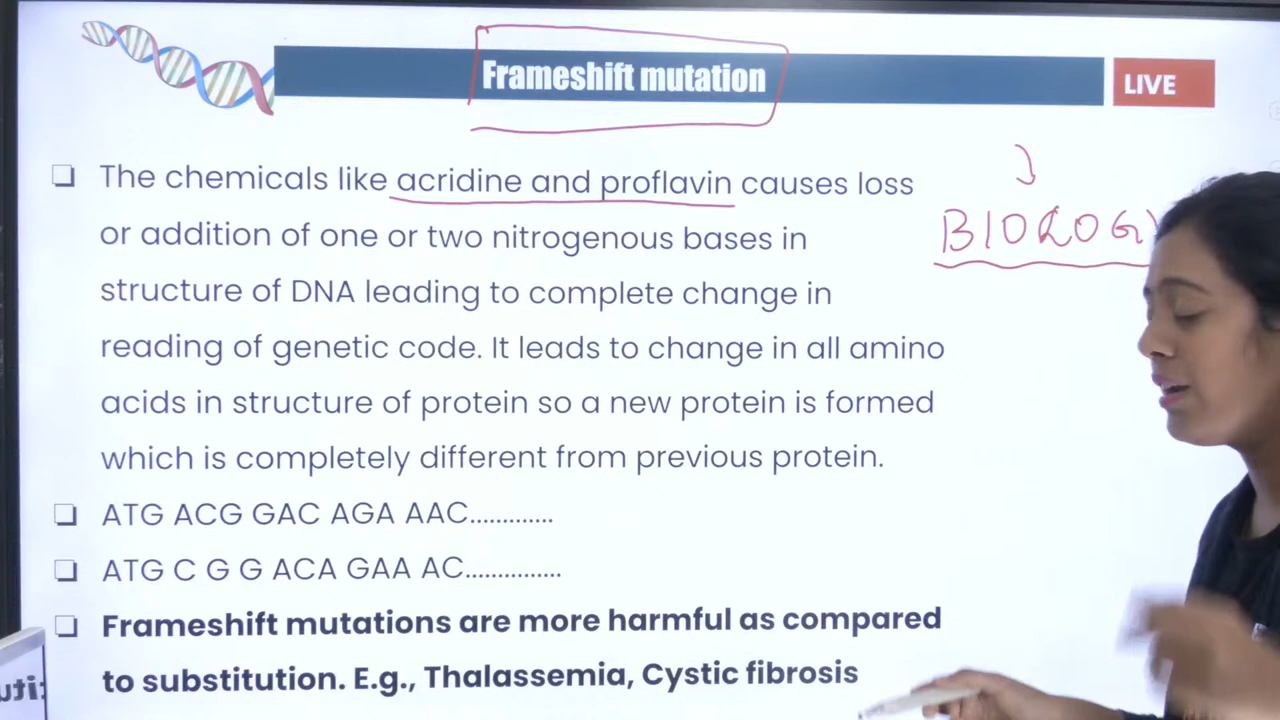 Frameshift mutation
LIVE
❏ The chemicals like acridine and proflavin causes loss
or addition of one or two nitrogenous bases in
structure of DNA leading to complete change in
reading of genetic code. It leads to change in all amino
acids in structure of protein so a new protein is formed
which is completely different from previous protein.
BIOLOGY
❏ ATG ACG GAC AGA AAC.............
❏ ATG C G G ACA GAA AC...............
❏ Frameshift mutations are more harmful as compared
to substitution. E.g., Thalassemia, Cystic fibrosis